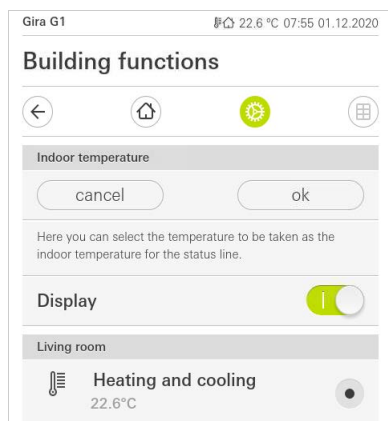 Gira G1 22.6 °C 07:55 01.12.2020
Building functions
Indoor temperature
cancel ok
Here you can select the temperature to be taken as the
indoor temperature for the status line.
Display
Living room
Heating and cooling
22.6°C